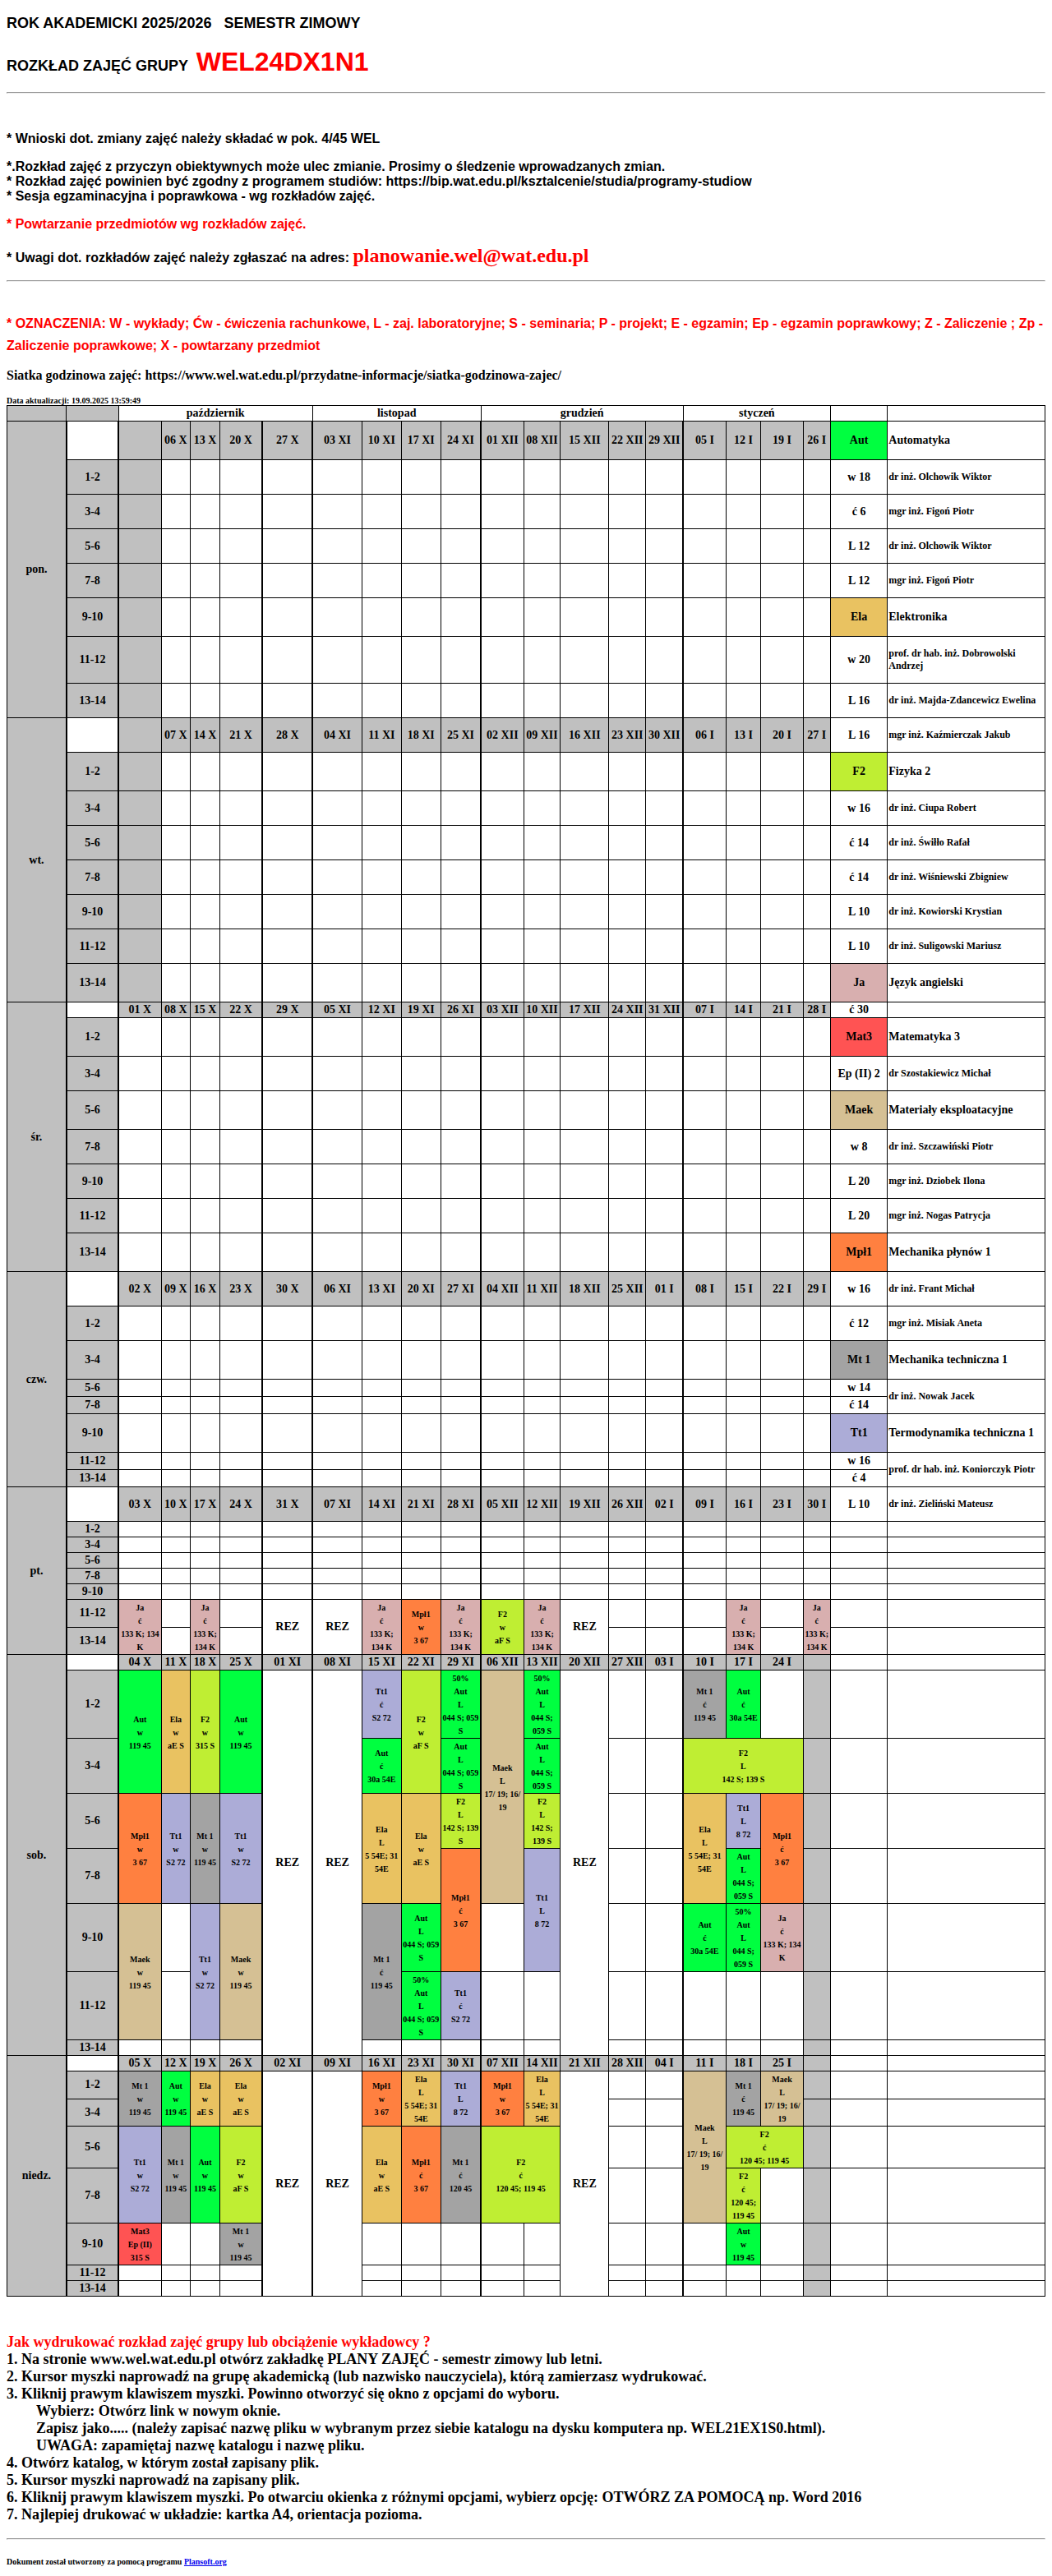 ROK AKADEMICKI 2025/2026 SEMESTR ZIMOWY
ROZKŁAD ZAJĘĆ GRUPY WEL24DX1N1
* Wnioski dot. zmiany zajęć należy składać w pok. 4/45 WEL
*.Rozkład zajęć z przyczyn obiektywnych może ulec zmianie. Prosimy o śledzenie wprowadzanych zmian.
* Rozkład zajęć powinien być zgodny z programem studiów: https://bip.wat.edu.pl/ksztalcenie/studia/programy-studiow
* Sesja egzaminacyjna i poprawkowa - wg rozkładów zajęć.
* Powtarzanie przedmiotów wg rozkładów zajęć.
* Uwagi dot. rozkładów zajęć należy zgłaszać na adres: planowanie.wel@wat.edu.pl
* OZNACZENIA: W - wykłady; Ćw - ćwiczenia rachunkowe, L - zaj. laboratoryjne; S - seminaria; P - projekt; E - egzamin; Ep - egzamin poprawkowy; Z - Zaliczenie ; Zp -
Zaliczenie poprawkowe; X - powtarzany przedmiot
Siatka godzinowa zajęć: https://www.wel.wat.edu.pl/przydatne-informacje/siatka-godzinowa-zajec/
Data aktualizacji: 19.09.2025 13:59:49
październik listopad grudzień styczeń
pon. 06 X 13 X 20 X 27 X 03 XI 10 XI 17 XI 24 XI 01 XII 08 XII 15 XII 22 XII 29 XII 05 I 12 I 19 I 26 I Aut Automatyka
1-2 w 18 dr inż. Olchowik Wiktor
3-4 ć 6 mgr inż. Figoń Piotr
5-6 L 12 dr inż. Olchowik Wiktor
7-8 L 12 mgr inż. Figoń Piotr
9-10 Ela Elektronika
11-12 w 20 prof. dr hab. inż. Dobrowolski Andrzej
13-14 L 16 dr inż. Majda-Zdancewicz Ewelina
wt. 07 X 14 X 21 X 28 X 04 XI 11 XI 18 XI 25 XI 02 XII 09 XII 16 XII 23 XII 30 XII 06 I 13 I 20 I 27 I L 16 mgr inż. Kaźmierczak Jakub
1-2 F2 Fizyka 2
3-4 w 16 dr inż. Ciupa Robert
5-6 ć 14 dr inż. Świłło Rafał
7-8 ć 14 dr inż. Wiśniewski Zbigniew
9-10 L 10 dr inż. Kowiorski Krystian
11-12 L 10 dr inż. Suligowski Mariusz
13-14 Ja Język angielski
śr. 01 X 08 X 15 X 22 X 29 X 05 XI 12 XI 19 XI 26 XI 03 XII 10 XII 17 XII 24 XII 31 XII 07 I 14 I 21 I 28 I ć 30
1-2 Mat3 Matematyka 3
3-4 Ep (II) 2 dr Szostakiewicz Michał
5-6 Maek Materiały eksploatacyjne
7-8 w 8 dr inż. Szczawiński Piotr
9-10 L 20 mgr inż. Dziobek Ilona
11-12 L 20 mgr inż. Nogas Patrycja
13-14 Mpł1 Mechanika płynów 1
czw. 02 X 09 X 16 X 23 X 30 X 06 XI 13 XI 20 XI 27 XI 04 XII 11 XII 18 XII 25 XII 01 I 08 I 15 I 22 I 29 I w 16 dr inż. Frant Michał
1-2 ć 12 mgr inż. Misiak Aneta
3-4 Mt 1 Mechanika techniczna 1
5-6 w 14 dr inż. Nowak Jacek
7-8 ć 14
9-10 Tt1 Termodynamika techniczna 1
11-12 w 16 prof. dr hab. inż. Koniorczyk Piotr
13-14 ć 4
pt. 03 X 10 X 17 X 24 X 31 X 07 XI 14 XI 21 XI 28 XI 05 XII 12 XII 19 XII 26 XII 02 I 09 I 16 I 23 I 30 I L 10 dr inż. Zieliński Mateusz
1-2
3-4
5-6
7-8
9-10
11-12 Ja ć 133 K; 134 K Ja ć 133 K; 134 K REZ REZ Ja ć 133 K; 134 K Mpł1 w 3 67 Ja ć 133 K; 134 K F2 w aF S Ja ć 133 K; 134 K REZ Ja ć 133 K; 134 K Ja ć 133 K; 134 K
13-14
sob. 04 X 11 X 18 X 25 X 01 XI 08 XI 15 XI 22 XI 29 XI 06 XII 13 XII 20 XII 27 XII 03 I 10 I 17 I 24 I
1-2 Aut w 119 45 Ela w aE S F2 w 315 S Aut w 119 45 REZ REZ Tt1 ć S2 72 F2 w aF S 50% Aut L 044 S; 059 S Maek L 17/ 19; 16/ 19 50% Aut L 044 S; 059 S REZ Mt 1 ć 119 45 Aut ć 30a 54E
3-4 Aut ć 30a 54E Aut L 044 S; 059 S Aut L 044 S; 059 S F2 L 142 S; 139 S
5-6 Mpł1 w 3 67 Tt1 w S2 72 Mt 1 w 119 45 Tt1 w S2 72 Ela L 5 54E; 31 54E Ela w aE S F2 L 142 S; 139 S F2 L 142 S; 139 S Ela L 5 54E; 31 54E Tt1 L 8 72 Mpł1 ć 3 67
7-8 Mpł1 ć 3 67 Tt1 L 8 72 Aut L 044 S; 059 S
9-10 Maek w 119 45 Tt1 w S2 72 Maek w 119 45 Mt 1 ć 119 45 Aut L 044 S; 059 S Aut ć 30a 54E 50% Aut L 044 S; 059 S Ja ć 133 K; 134 K
11-12 50% Aut L 044 S; 059 S Tt1 ć S2 72
13-14
niedz. 05 X 12 X 19 X 26 X 02 XI 09 XI 16 XI 23 XI 30 XI 07 XII 14 XII 21 XII 28 XII 04 I 11 I 18 I 25 I
1-2 Mt 1 w 119 45 Aut w 119 45 Ela w aE S Ela w aE S REZ REZ Mpł1 w 3 67 Ela L 5 54E; 31 54E Tt1 L 8 72 Mpł1 w 3 67 Ela L 5 54E; 31 54E REZ Maek L 17/ 19; 16/ 19 Mt 1 ć 119 45 Maek L 17/ 19; 16/ 19
3-4
5-6 Tt1 w S2 72 Mt 1 w 119 45 Aut w 119 45 F2 w aF S Ela w aE S Mpł1 ć 3 67 Mt 1 ć 120 45 F2 ć 120 45; 119 45 F2 ć 120 45; 119 45
7-8 F2 ć 120 45; 119 45
9-10 Mat3 Ep (II) 315 S Mt 1 w 119 45 Aut w 119 45
11-12
13-14
Jak wydrukować rozkład zajęć grupy lub obciążenie wykładowcy ?
1. Na stronie www.wel.wat.edu.pl otwórz zakładkę PLANY ZAJĘĆ - semestr zimowy lub letni.
2. Kursor myszki naprowadź na grupę akademicką (lub nazwisko nauczyciela), którą zamierzasz wydrukować.
3. Kliknij prawym klawiszem myszki. Powinno otworzyć się okno z opcjami do wyboru.
Wybierz: Otwórz link w nowym oknie.
Zapisz jako..... (należy zapisać nazwę pliku w wybranym przez siebie katalogu na dysku komputera np. WEL21EX1S0.html).
UWAGA: zapamiętaj nazwę katalogu i nazwę pliku.
4. Otwórz katalog, w którym został zapisany plik.
5. Kursor myszki naprowadź na zapisany plik.
6. Kliknij prawym klawiszem myszki. Po otwarciu okienka z różnymi opcjami, wybierz opcję: OTWÓRZ ZA POMOCĄ np. Word 2016
7. Najlepiej drukować w układzie: kartka A4, orientacja pozioma.
Dokument został utworzony za pomocą programu Plansoft.org